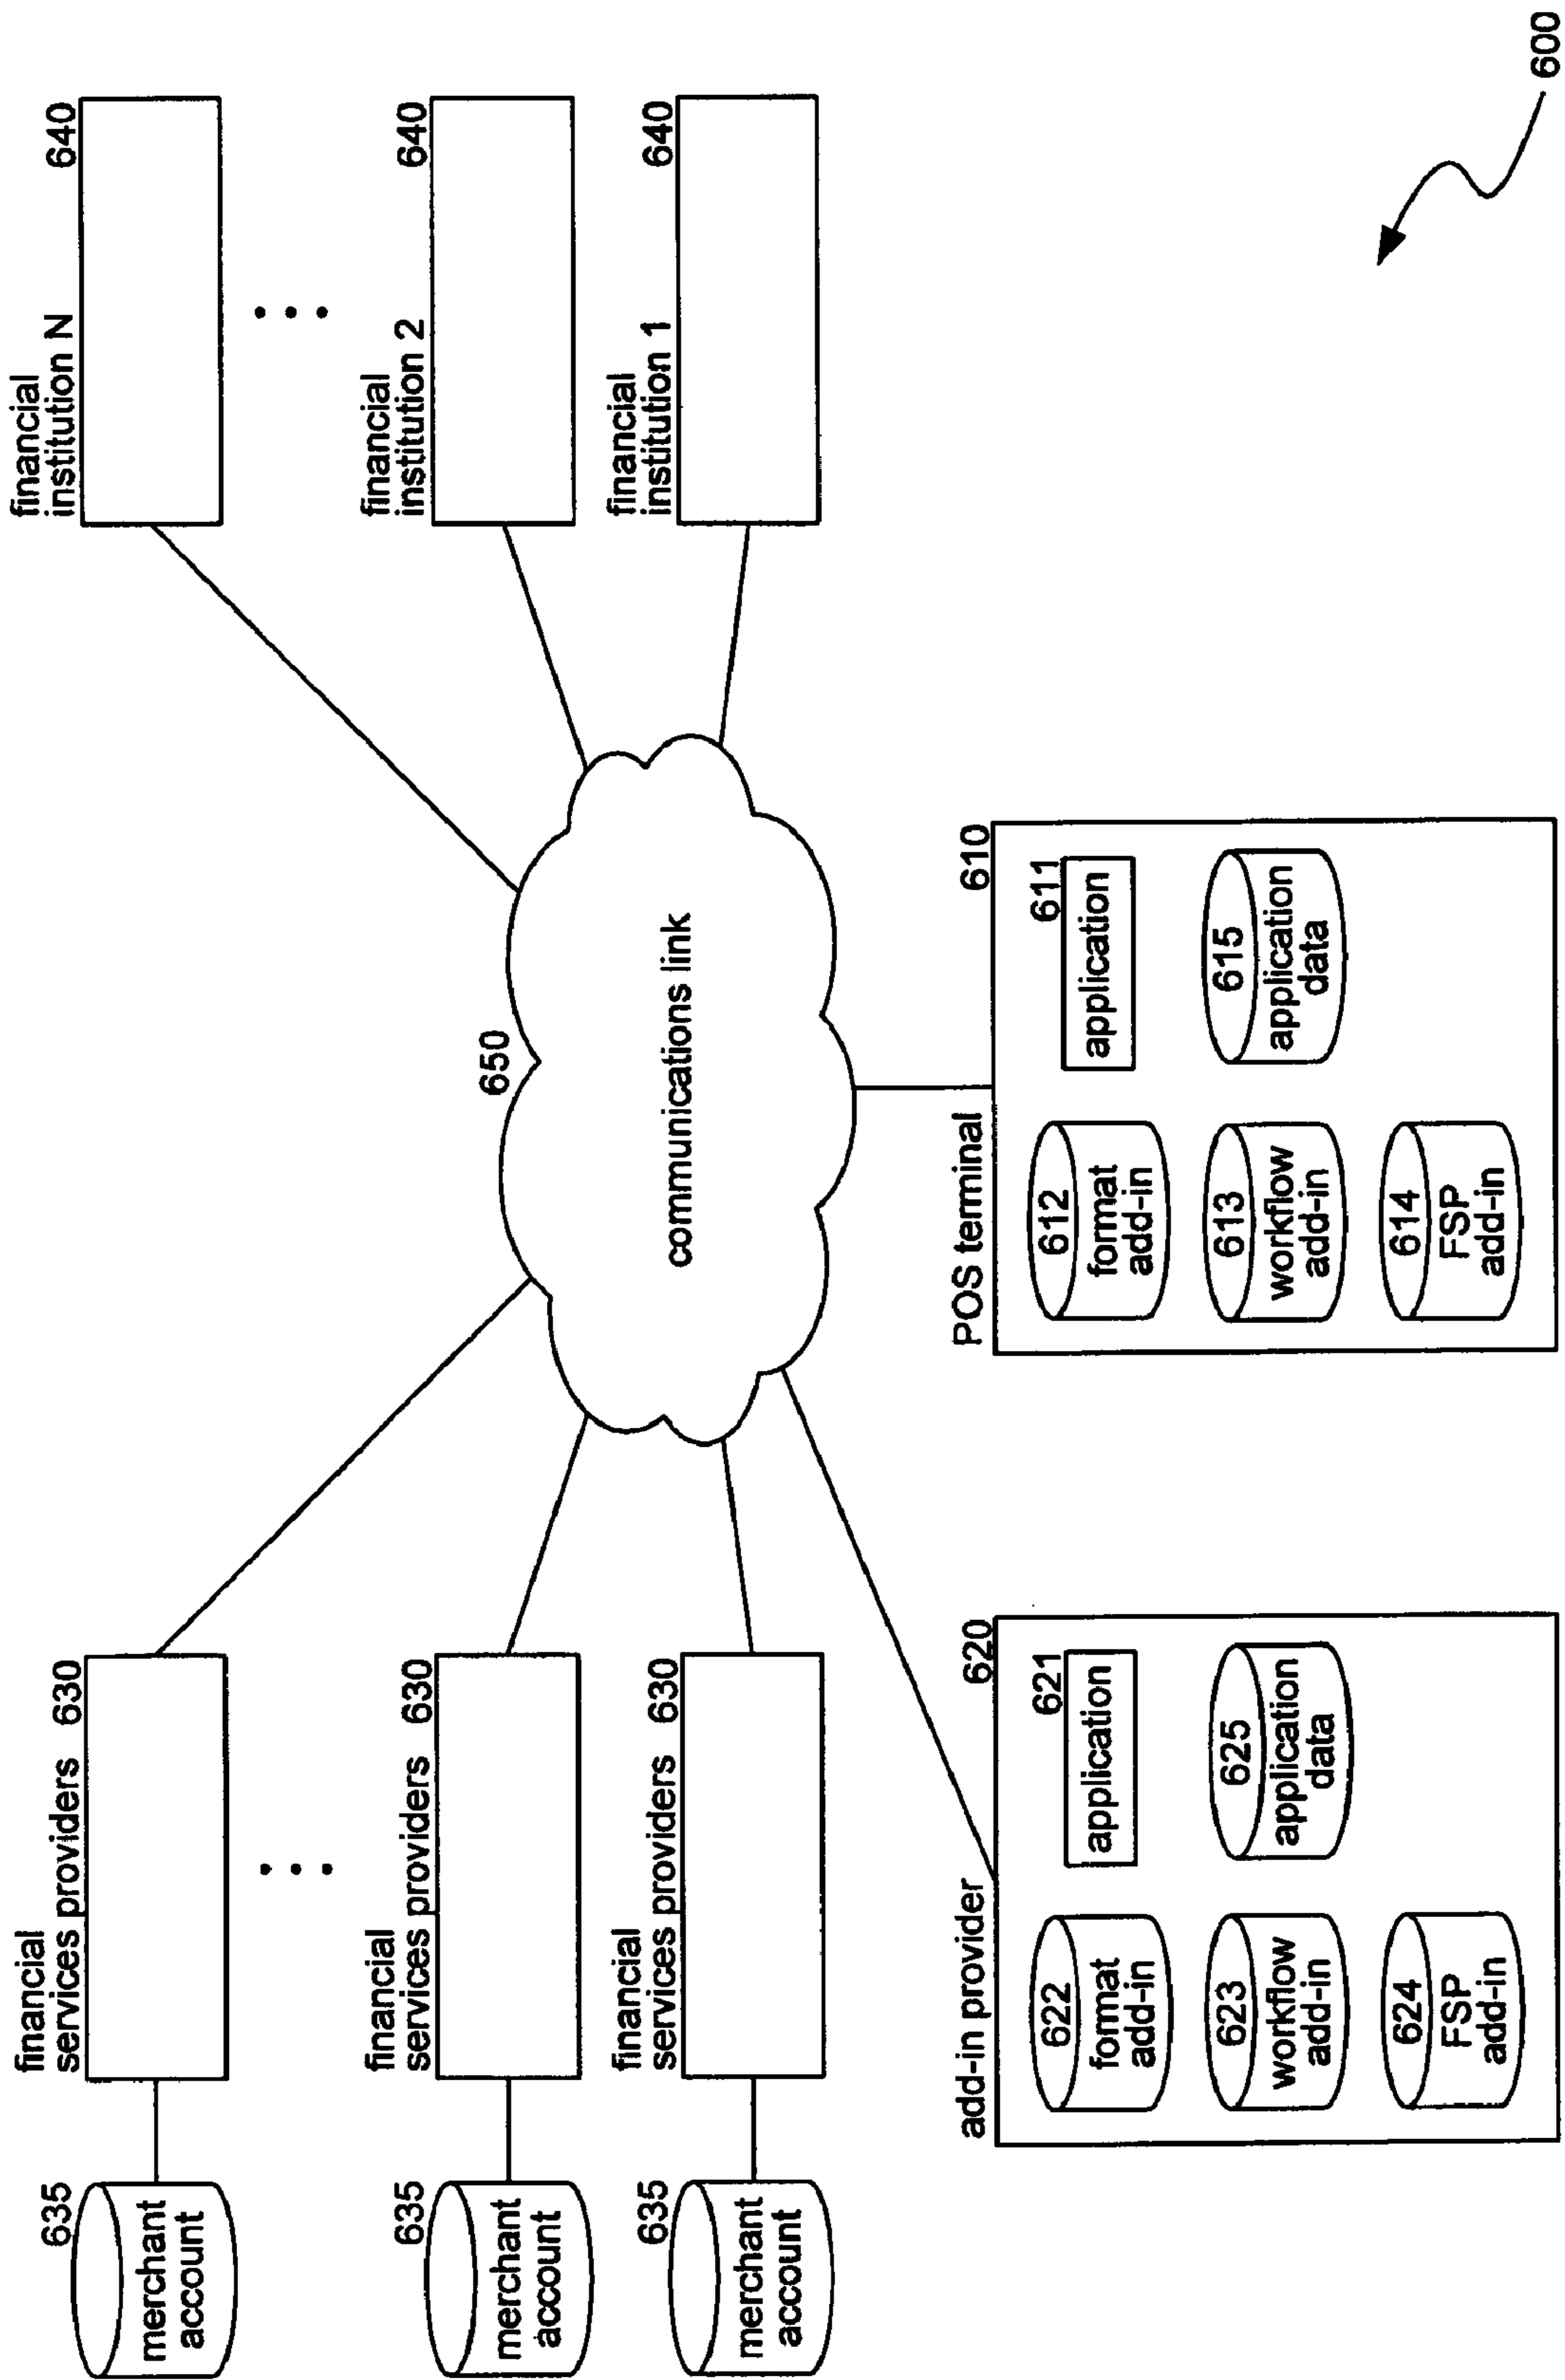 financial
services providers 630
635
merchant
account
financial
services providers 630
635
merchant
account
financial
services providers 630
635
merchant
account
650
communications link
financial
institution N 640
financial
institution 2 640
financial
institution 1 640
add-in provider 620
622
format
add-in
621
application
623
workflow
add-in
625
application
data
624
FSP
add-in
POS terminal 610
612
format
add-in
611
application
613
workflow
add-in
615
application
data
614
FSP
add-in
600